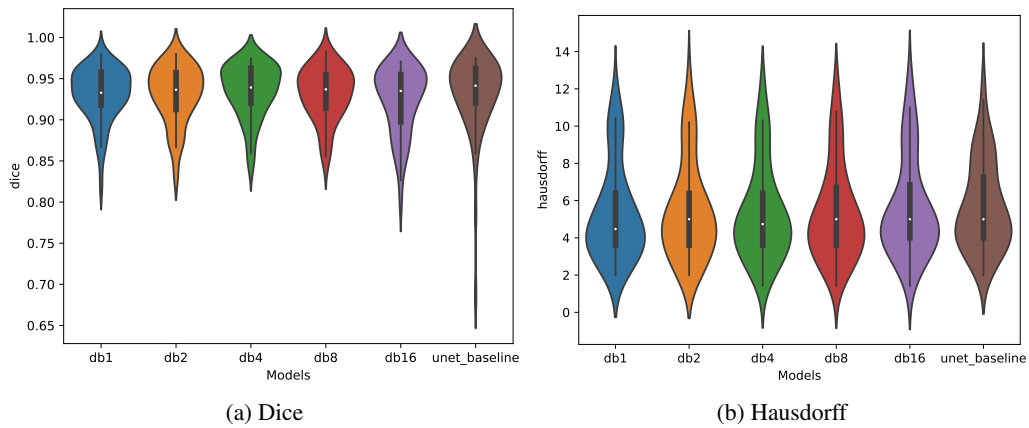 1.00
0.95
0.90
0.85
0.80
0.75
0.70
0.65
dice
db1 db2 db4 db8 db16 unet_baseline
Models
(a) Dice
14
12
10
8
6
4
2
0
hausdorff
db1 db2 db4 db8 db16 unet_baseline
Models
(b) Hausdorff